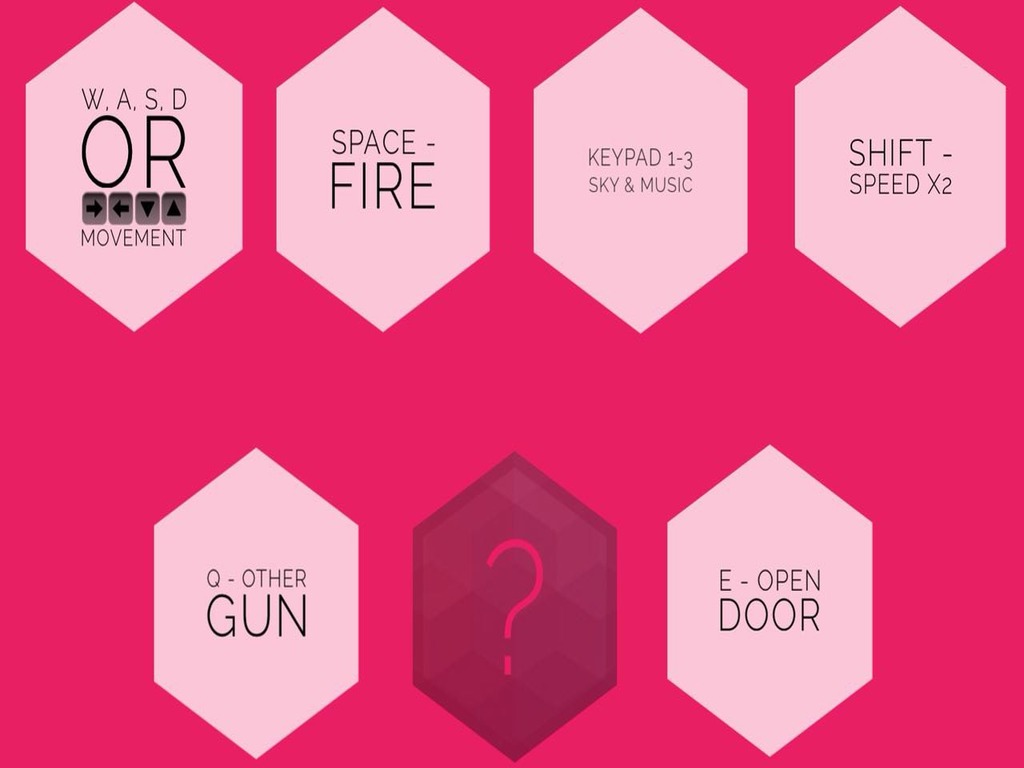 W, A, S, D
OR
MOVEMENT
SPACE -
FIRE
KEYPAD 1-3
SKY & MUSIC
SHIFT -
SPEED X2
Q - OTHER
GUN
?
E - OPEN
DOOR